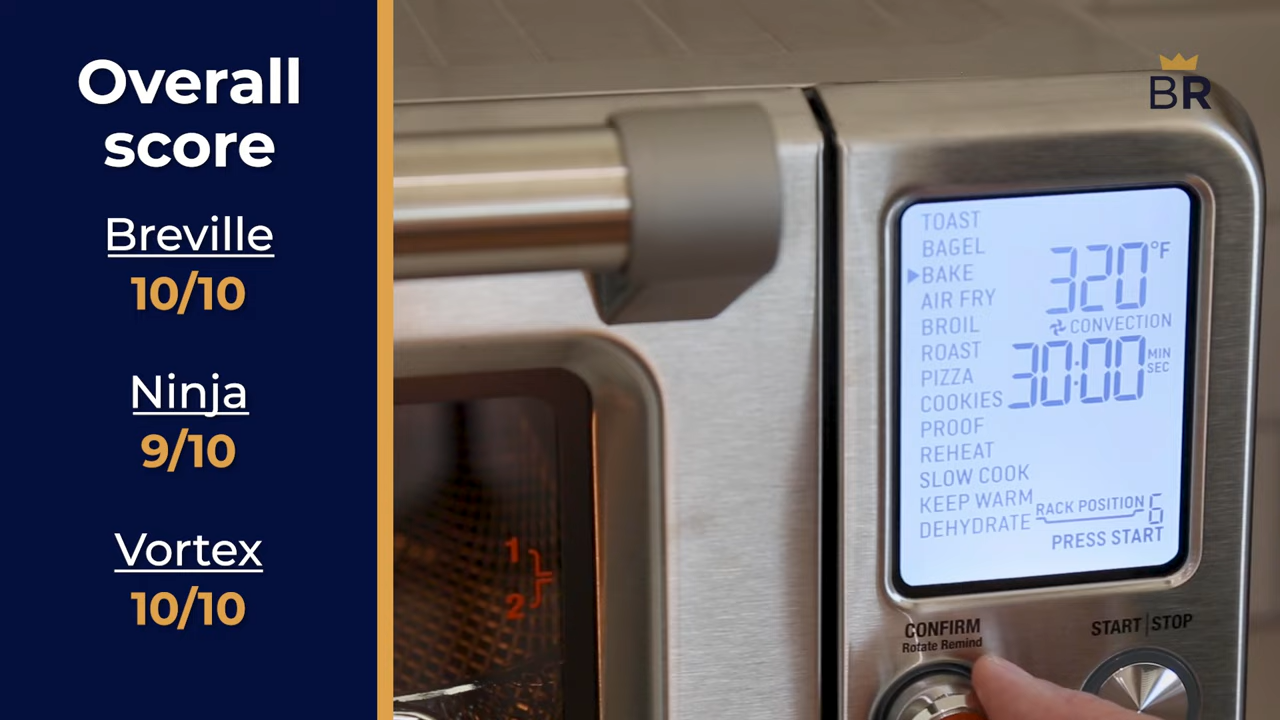 Overall
score
Breville
10/10
Ninja
9/10
Vortex
10/10
BR
TOAST
BAGEL
BAKE
AIR FRY
BROIL
ROAST
PIZZA
COOKIES
PROOF
REHEAT
SLOW COOK
KEEP WARM
DEHYDRATE
320°F
CONVECTION
30:00 MIN SEC
RACK POSITION 6
PRESS START
1
2
CONFIRM
Rotate Remind
START|STOP